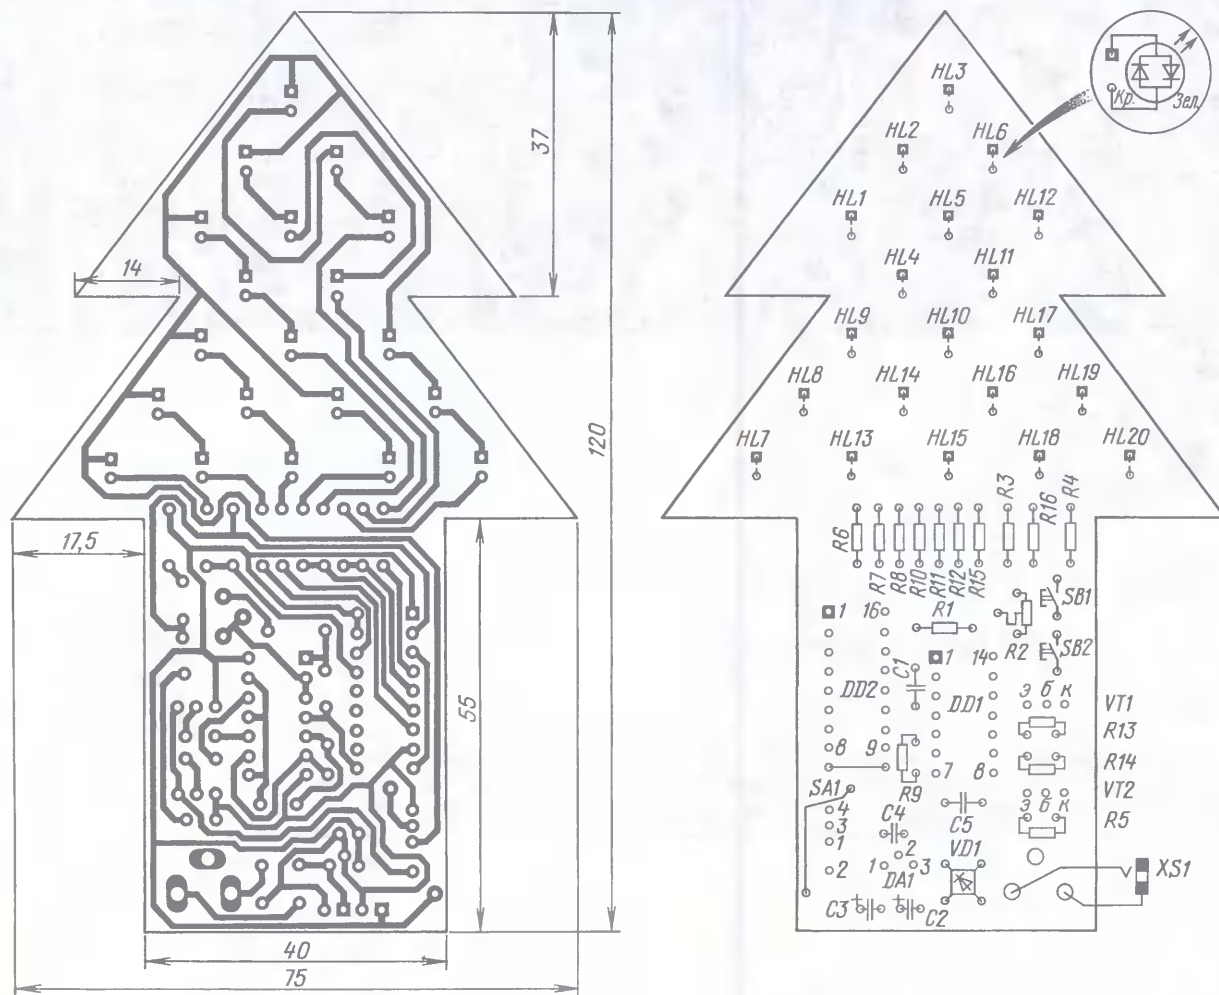 14
37
120
17,5
55
40
75
HL3
Кр.
Зел.
HL2
HL6
HL1
HL5
HL12
HL4
HL11
HL9
HL10
HL17
HL8
HL14
HL16
HL19
HL7
HL13
HL15
HL18
HL20
R6
R7
R8
R10
R11
R12
R15
R3
R16
R4
1
16
R1
SB1
R2
SB2
C1
1
14
DD2
DD1
э б к
VT1
R13
8
9
R14
7
8
SA1
R9
VT2
э б к
4
C4
C5
R5
3
1
2
VD1
2
1
3
DA1
XS1
C3
+
+
C2